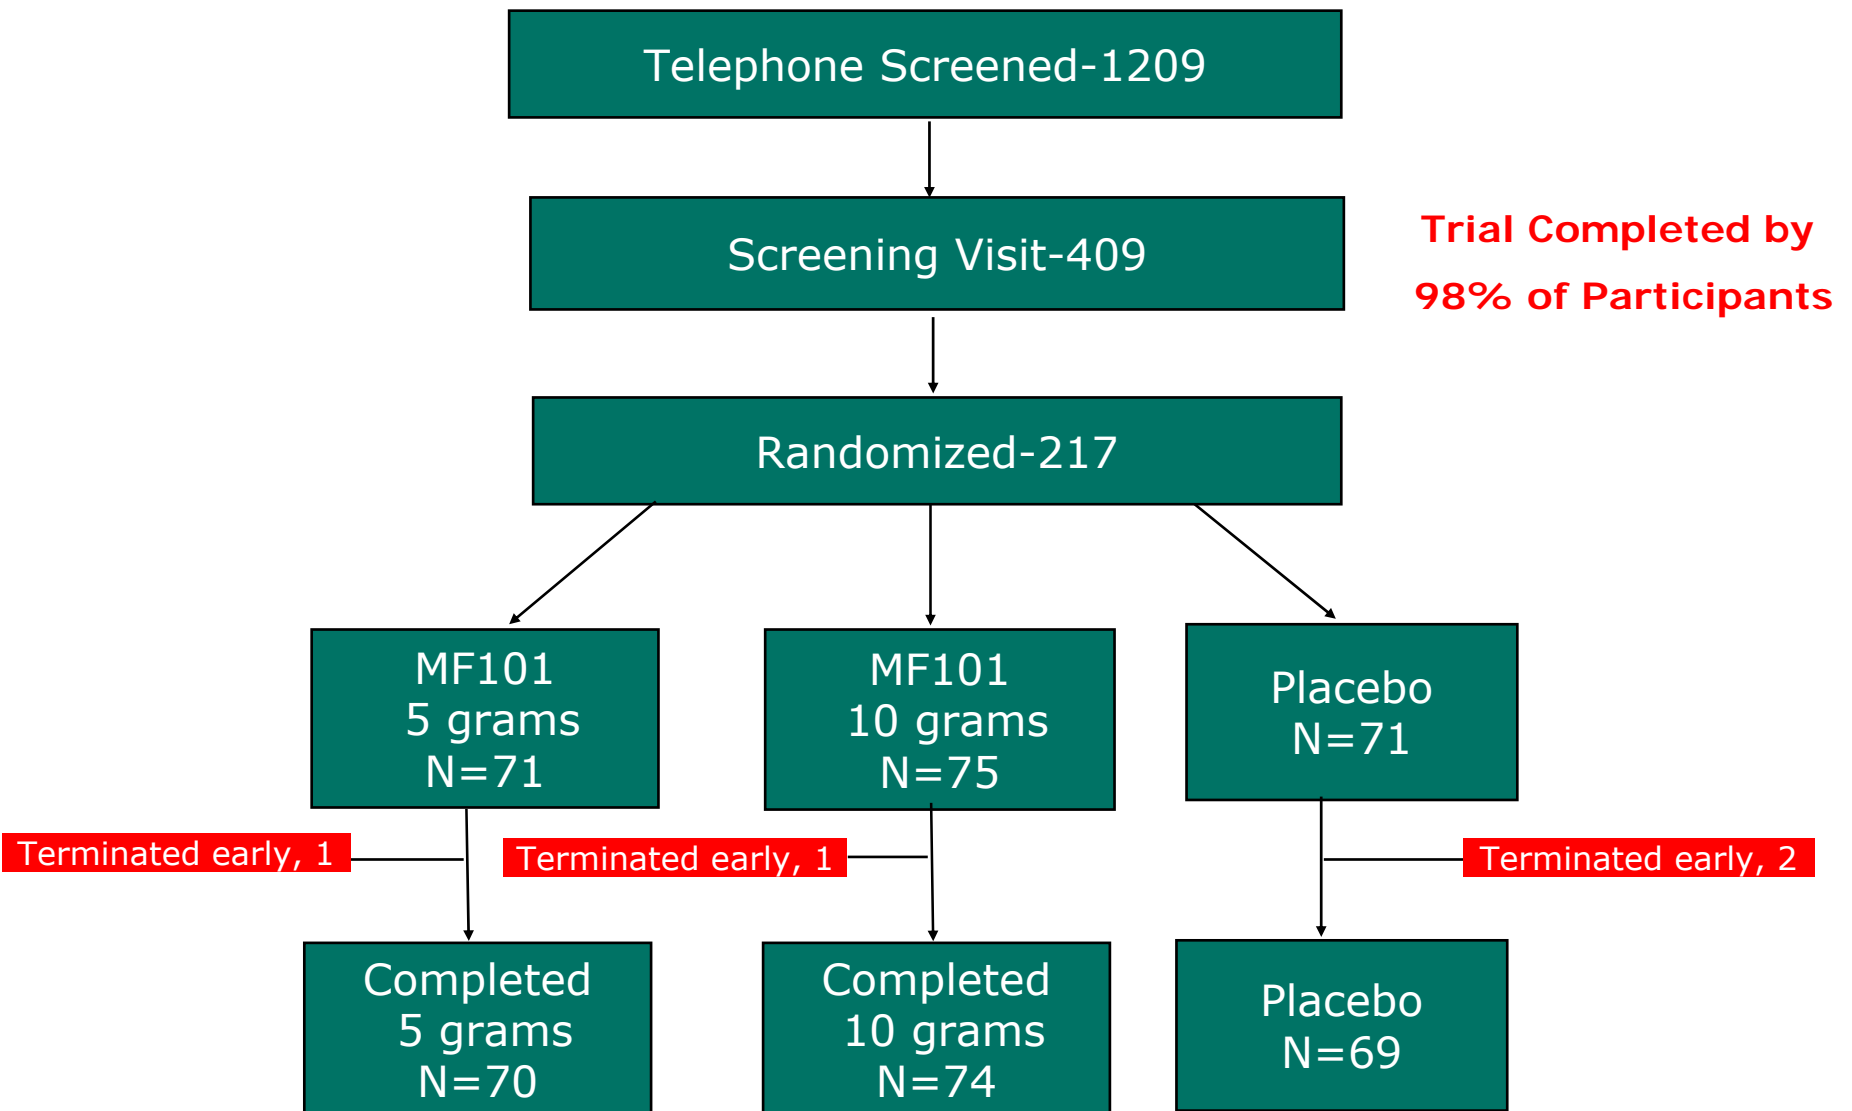 Telephone Screened-1209
Screening Visit-409
Trial Completed by
98% of Participants
Randomized-217
MF101
5 grams
N=71
MF101
10 grams
N=75
Placebo
N=71
Terminated early, 1
Terminated early, 1
Terminated early, 2
Completed
5 grams
N=70
Completed
10 grams
N=74
Placebo
N=69